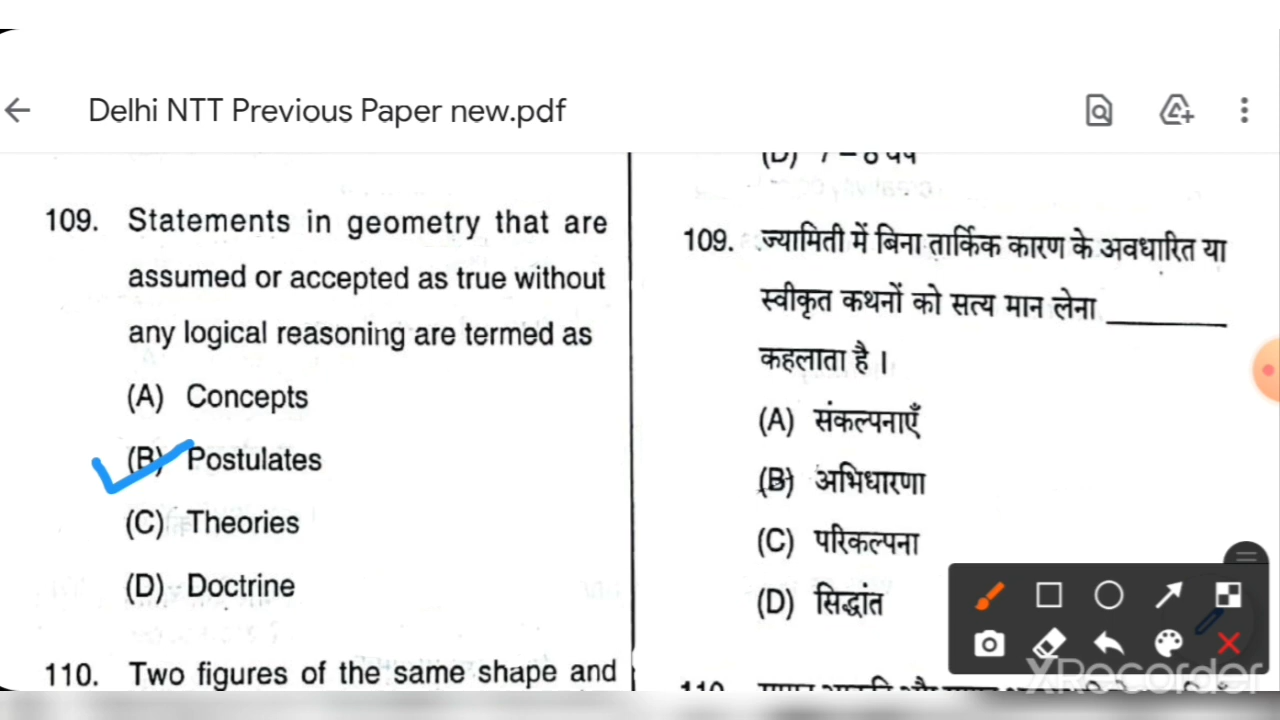 Delhi NTT Previous Paper new.pdf
109. Statements in geometry that are
assumed or accepted as true without
any logical reasoning are termed as
(A) Concepts
(B) Postulates
(C) Theories
(D) Doctrine
110. Two figures of the same shape and
109. ज्यामिती में बिना तार्किक कारण के अवधारित या
स्वीकृत कथनों को सत्य मान लेना ________
कहलाता है ।
(A) संकल्पनाएँ
(B) अभिधारणा
(C) परिकल्पना
(D) सिद्धांत
110.
XRecorder